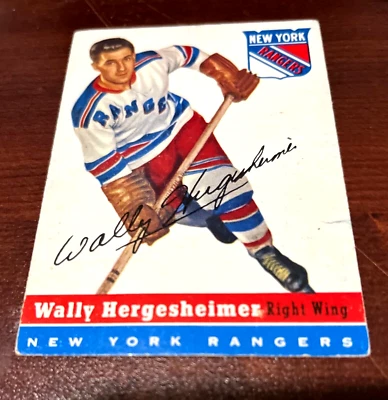 NEW YORK
RANGERS
RANGERS
Wally Hergesheimer
Wally Hergesheimer Right Wing
NEW YORK RANGERS